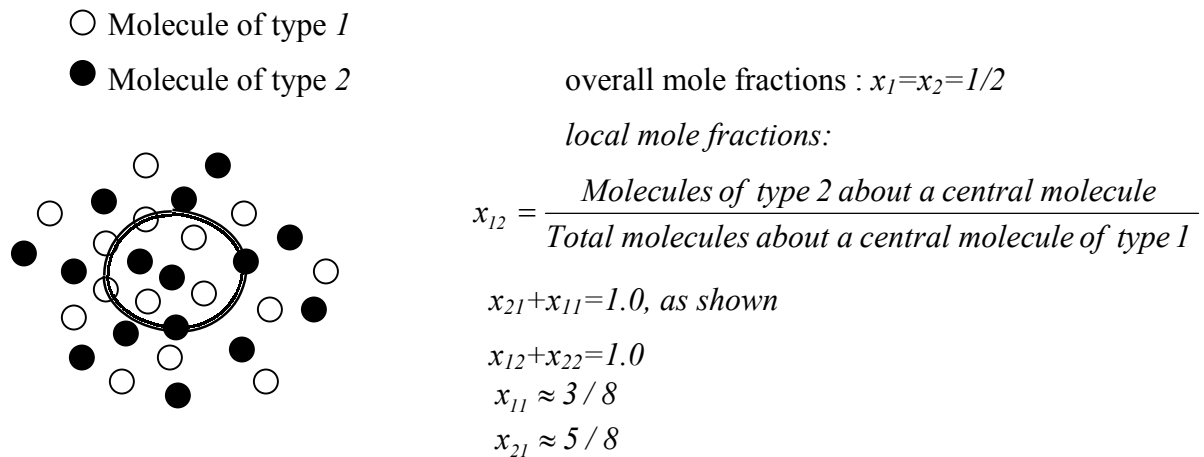 Molecule of type 1
Molecule of type 2
overall mole fractions : x₁=x₂=1/2
local mole fractions:
x₁₂ = Molecules of type 2 about a central molecule / Total molecules about a central molecule of type 1
x₂₁+x₁₁=1.0, as shown
x₁₂+x₂₂=1.0
x₁₁ ≈ 3 / 8
x₂₁ ≈ 5 / 8